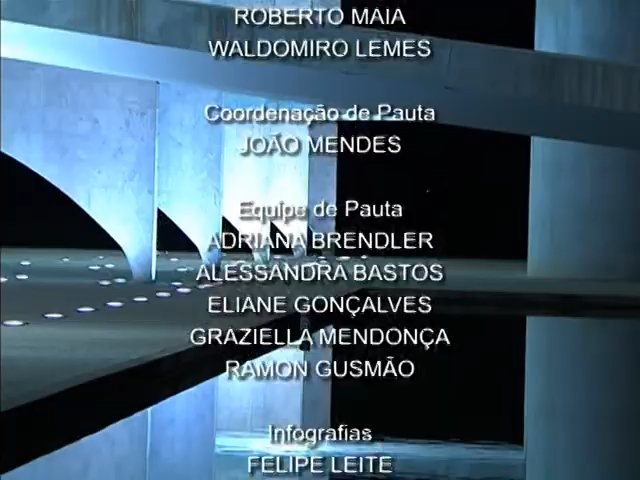 ROBERTO MAIA
WALDOMIRO LEMES
Coordenação de Pauta
JOÃO MENDES
Equipe de Pauta
ADRIANA BRENDLER
ALESSANDRA BASTOS
ELIANE GONÇALVES
GRAZIELLA MENDONÇA
RAMON GUSMÃO
Infografias
FELIPE LEITE